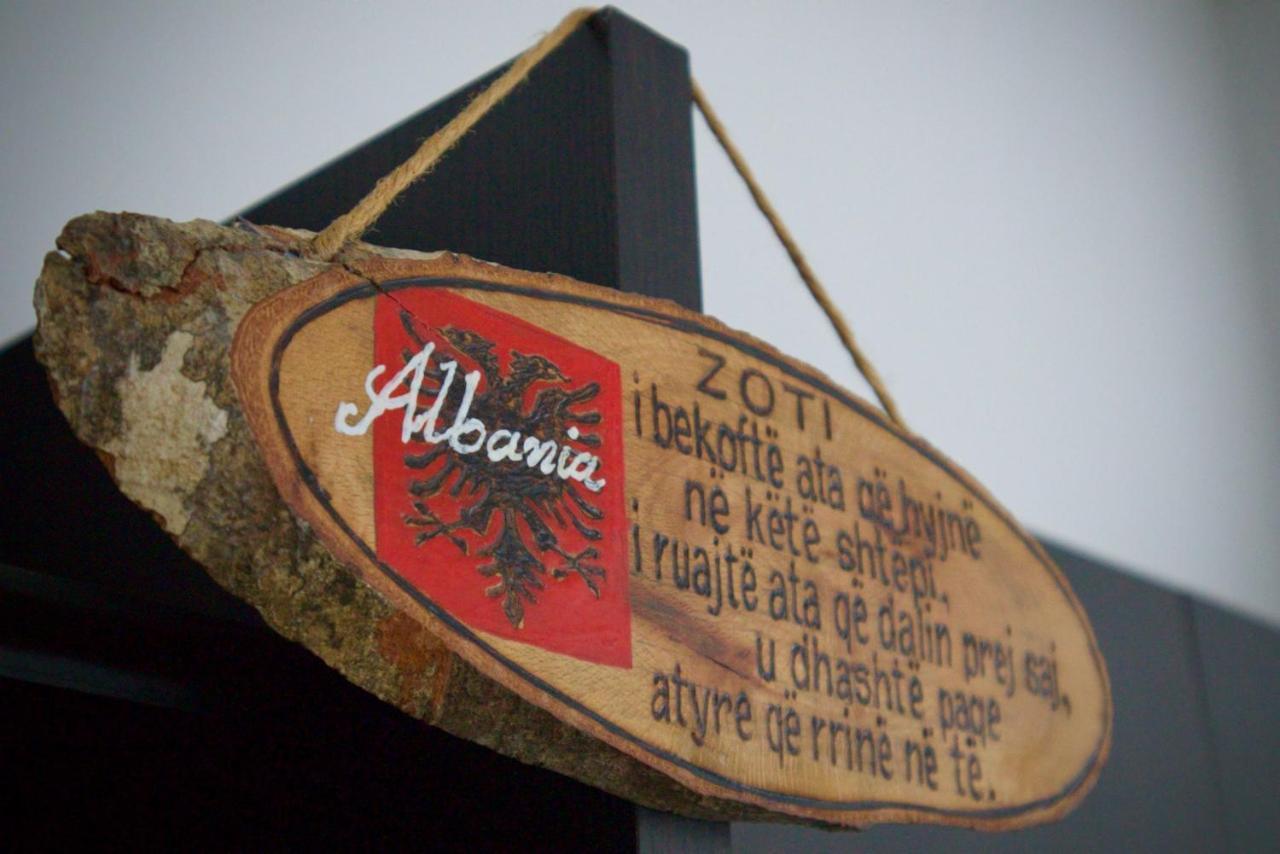 Albania
ZOTI
i bekoftë ata që hyjnë
në këtë shtëpi.
i ruajtë ata që dalin prej saj,
u dhashtë paqe
atyre që rrinë në të.